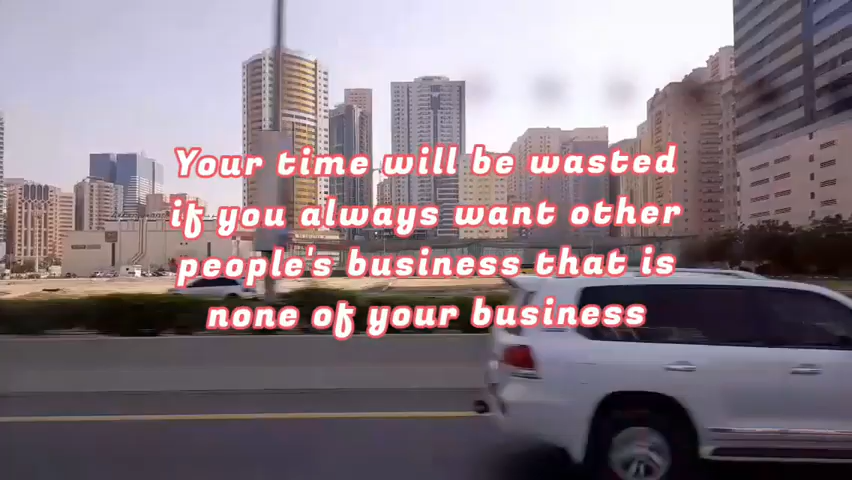 Your time will be wasted
if you always want other
people's business that is
none of your business